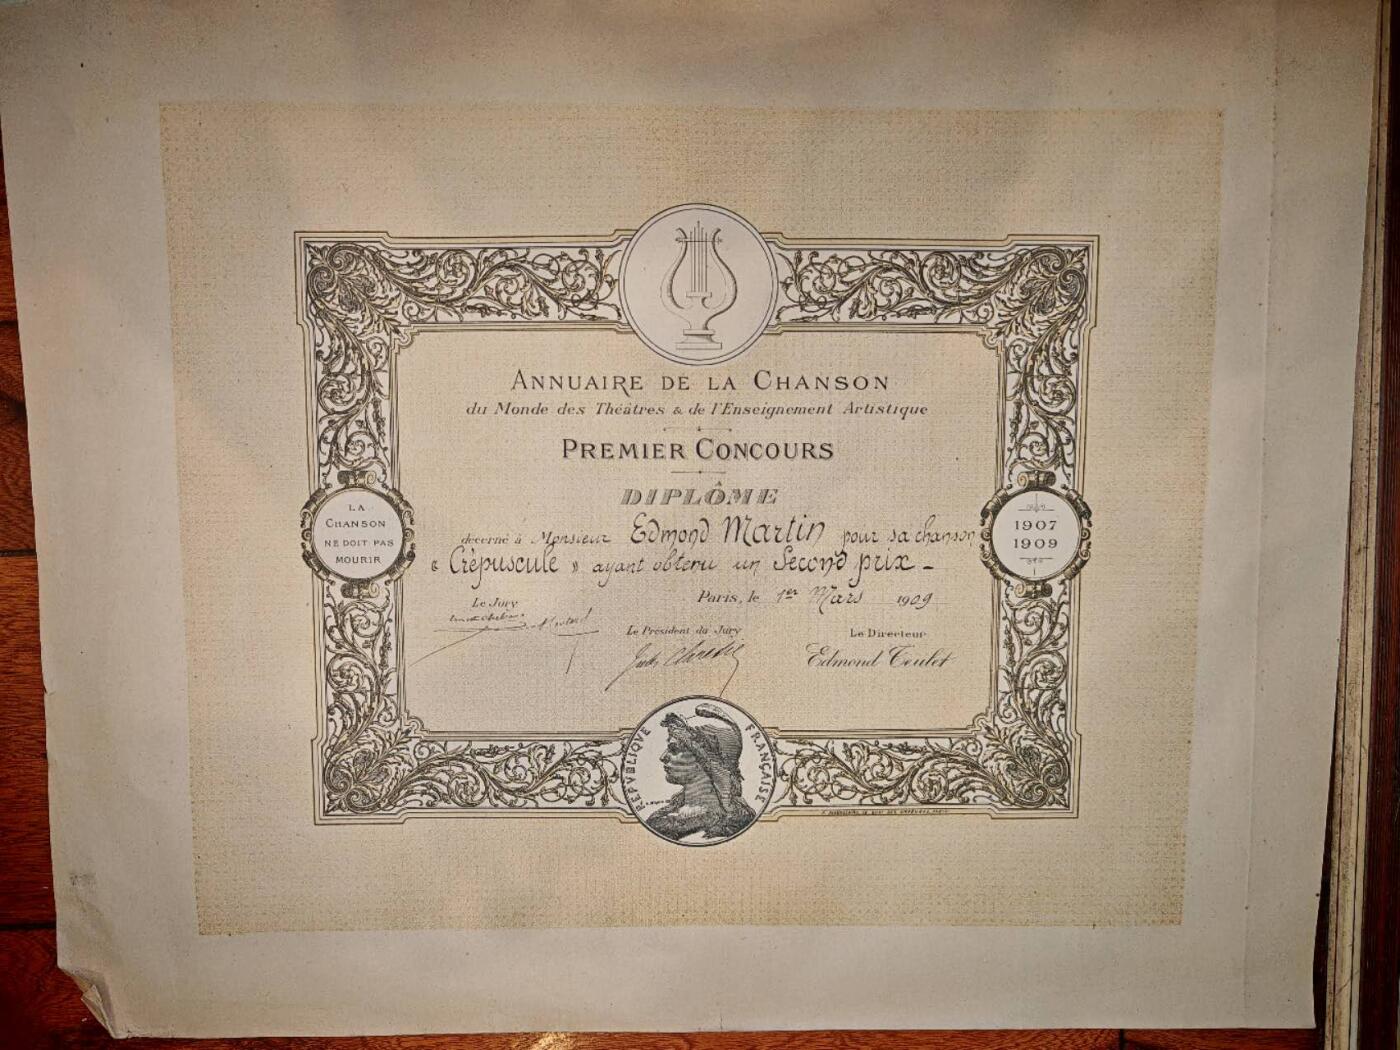 ANNUAIRE DE LA CHANSON
du Monde des Théâtres & de l'Enseignement Artistique
PREMIER CONCOURS
DIPLÔME
décerné à Monsieur Edmond Martin pour sa chanson
« Crépuscule » ayant obtenu un Second prix _
Paris, le 1er Mars 1909
Le Jury
Le Président du Jury
Le Directeur
Edmond Teulet
LA
CHANSON
NE DOIT PAS
MOURIR
1907
1909
REPVBLIQVE FRANÇAISE